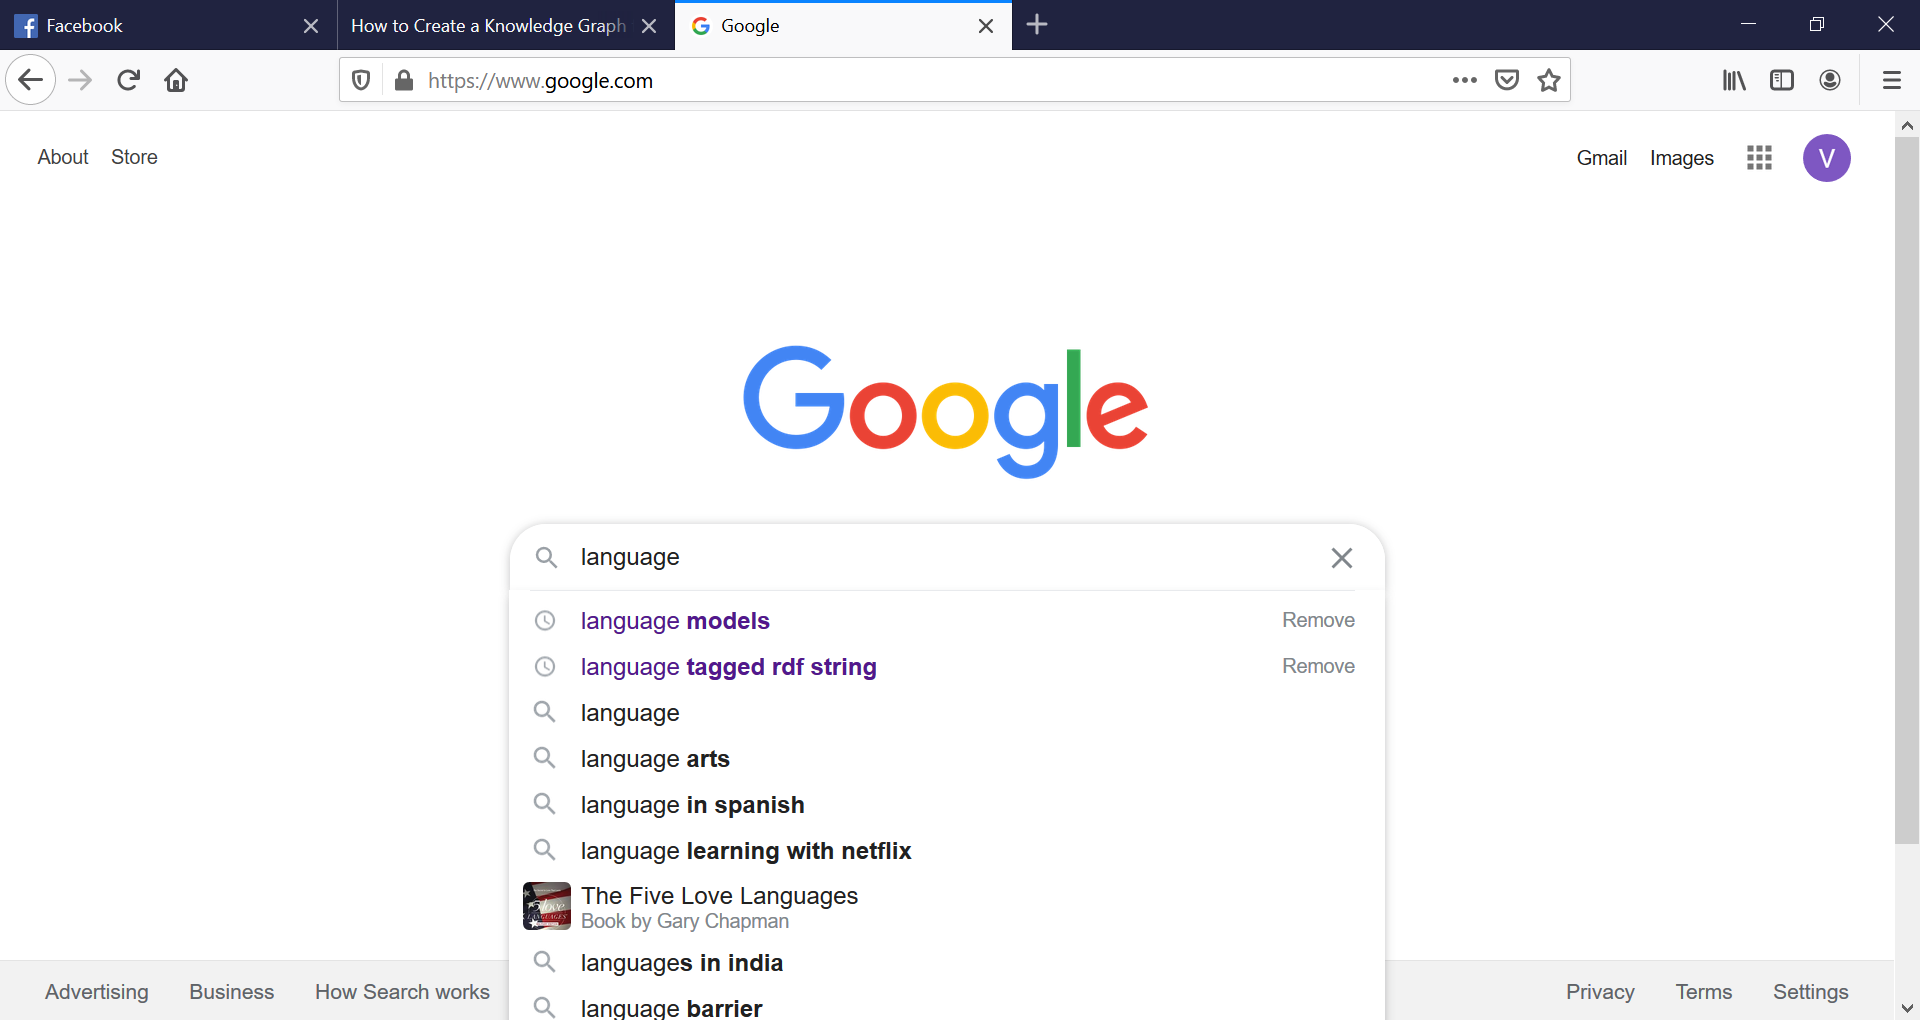 Facebook
How to Create a Knowledge Graph
Google
https://www.google.com
About Store
Gmail Images V
Google
language
language models Remove
language tagged rdf string Remove
language
language arts
language in spanish
language learning with netflix
The Five Love Languages
Book by Gary Chapman
languages in india
language barrier
Advertising Business How Search works
Privacy Terms Settings